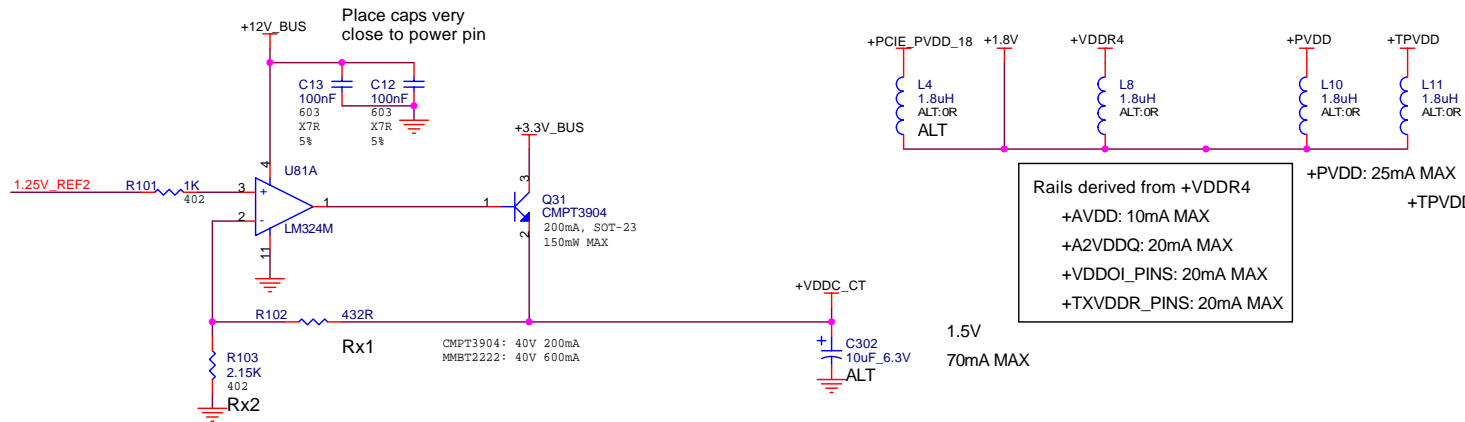 Place caps very
close to power pin
+12V_BUS
C13
100nF
603
X7R
5%
C12
100nF
603
X7R
5%
+3.3V_BUS
4
U81A
1.25V_REF2
R101
1K
402
3
+
2
-
1
LM324M
11
1
3
Q31
CMPT3904
200mA, SOT-23
150mW MAX
2
R102
432R
Rx1
CMPT3904: 40V 200mA
MMBT2222: 40V 600mA
R103
2.15K
402
Rx2
+VDDC_CT
+
C302
10uF_6.3V
ALT
1.5V
70mA MAX
+PCIE_PVDD_18
+1.8V
+VDDR4
+PVDD
+TPVDD
L4
1.8uH
ALT:0R
ALT
L8
1.8uH
ALT:0R
L10
1.8uH
ALT:0R
L11
1.8uH
ALT:0R
Rails derived from +VDDR4
+AVDD: 10mA MAX
+A2VDDQ: 20mA MAX
+VDDOI_PINS: 20mA MAX
+TXVDDR_PINS: 20mA MAX
+PVDD: 25mA MAX